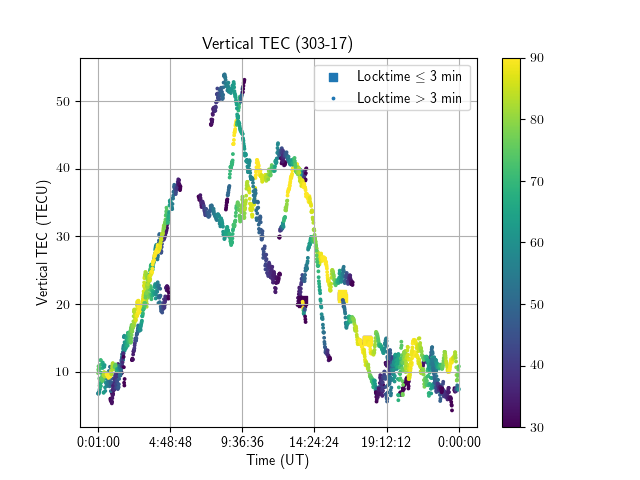 Vertical TEC (303-17)
Locktime ≤ 3 min
Locktime > 3 min
Vertical TEC (TECU)
50
40
30
20
10
0:01:00 4:48:48 9:36:36 14:24:24 19:12:12 0:00:00
Time (UT)
90
80
70
60
50
40
30